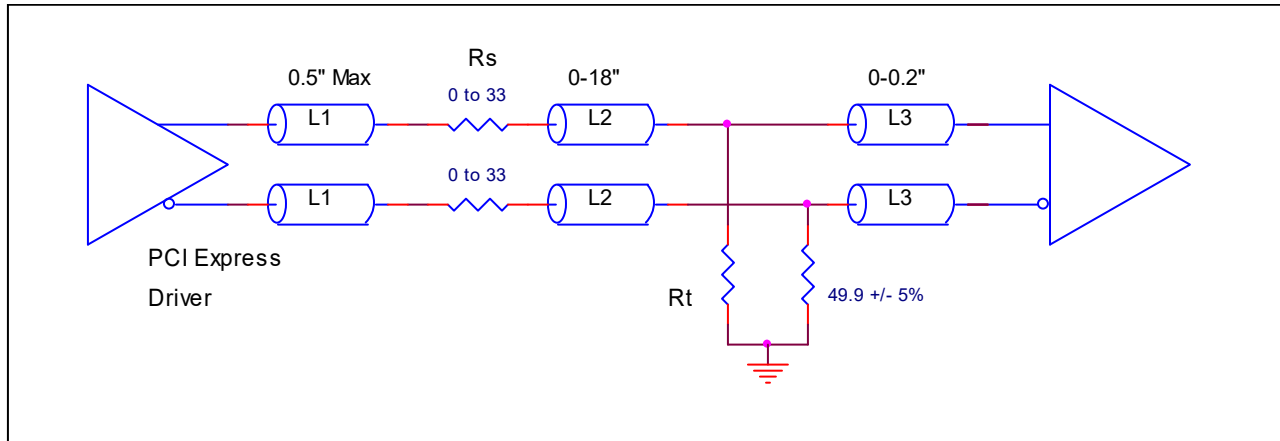 Rs
0.5" Max
0-18"
0-0.2"
0 to 33
L1
L2
L3
0 to 33
L1
L2
L3
PCI Express
Driver
Rt
49.9 +/- 5%